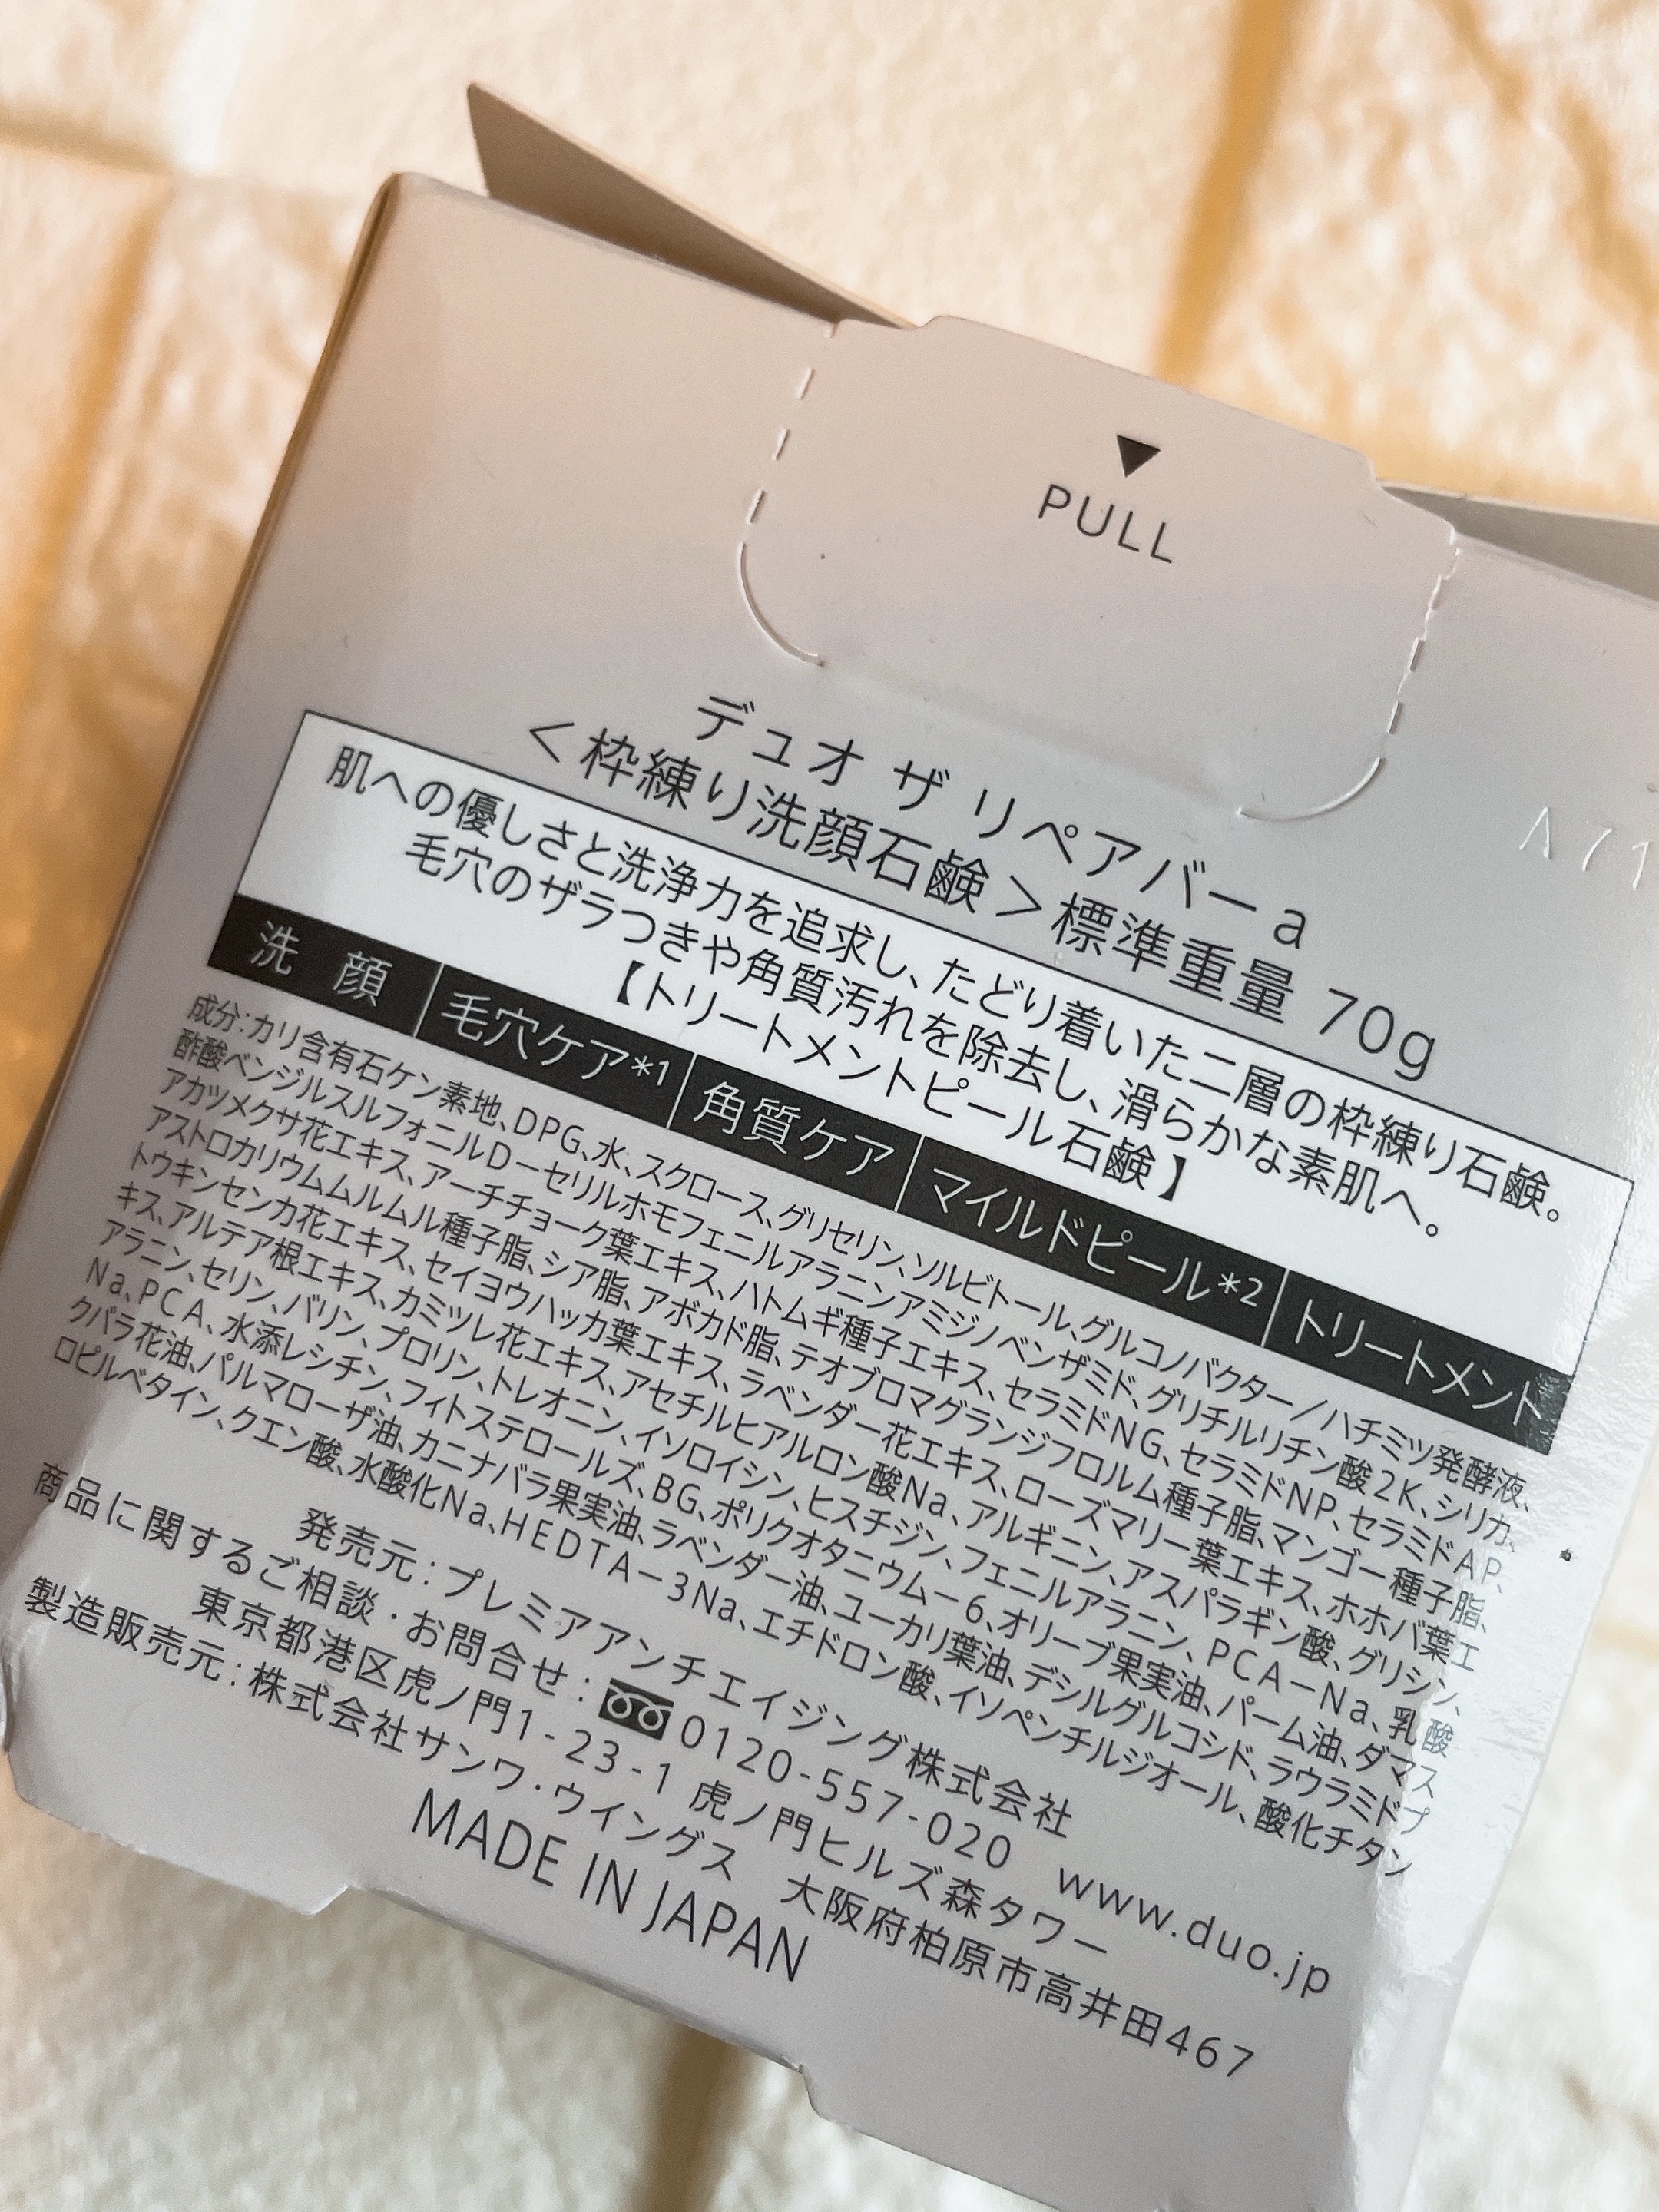 PULL
A71
デュオ ザ リペアバー a
＜枠練り洗顔石鹸＞標準重量 70g
肌への優しさと洗浄力を追求し、たどり着いた二層の枠練り石鹸。
毛穴のザラつきや角質汚れを除去し、滑らかな素肌へ。
【トリートメントピール石鹸】
洗 顔 毛穴ケア*1 角質ケア マイルドピール*2 トリートメント
成分：カリ含有石ケン素地、DPG、水、スクロース、グリセリン、ソルビトール、グルコノバクター／ハチミツ発酵液、
酢酸ベンジルスルフォニルD－セリルホモフェニルアラニンアミジノベンザミド、グリチルリチン酸2K、シリカ、
アカツメクサ花エキス、アーチチョーク葉エキス、ハトムギ種子エキス、セラミドNG、セラミドNP、セラミドAP、
アストロカリウムムルムル種子脂、シア脂、アボカド脂、テオブロマグランジフロルム種子脂、マンゴー種子脂、
トウキンセンカ花エキス、セイヨウハッカ葉エキス、ラベンダー花エキス、ローズマリー葉エキス、ホホバ葉エ
キス、アルテア根エキス、カミツレ花エキス、アセチルヒアルロン酸Na、アルギニン、アスパラギン酸、グリシン、
アラニン、セリン、バリン、プロリン、トレオニン、イソロイシン、ヒスチジン、フェニルアラニン、PCA－Na、乳酸
Na、PCA、水添レシチン、フィトステロールズ、BG、ポリクオタニウム－6、オリーブ果実油、パーム油、ダマス
クバラ花油、パルマローザ油、カニナバラ果実油、ラベンダー油、ユーカリ葉油、デシルグルコシド、ラウラミドプ
ロピルベタイン、クエン酸、水酸化Na、HEDTA－3Na、エチドロン酸、イソペンチルジオール、酸化チタン
発売元：プレミアアンチエイジング株式会社
商品に関するご相談・お問合せ：0120-557-020 www.duo.jp
東京都港区虎ノ門1-23-1 虎ノ門ヒルズ森タワー
製造販売元：株式会社サンワ・ウイングス 大阪府柏原市高井田467
MADE IN JAPAN